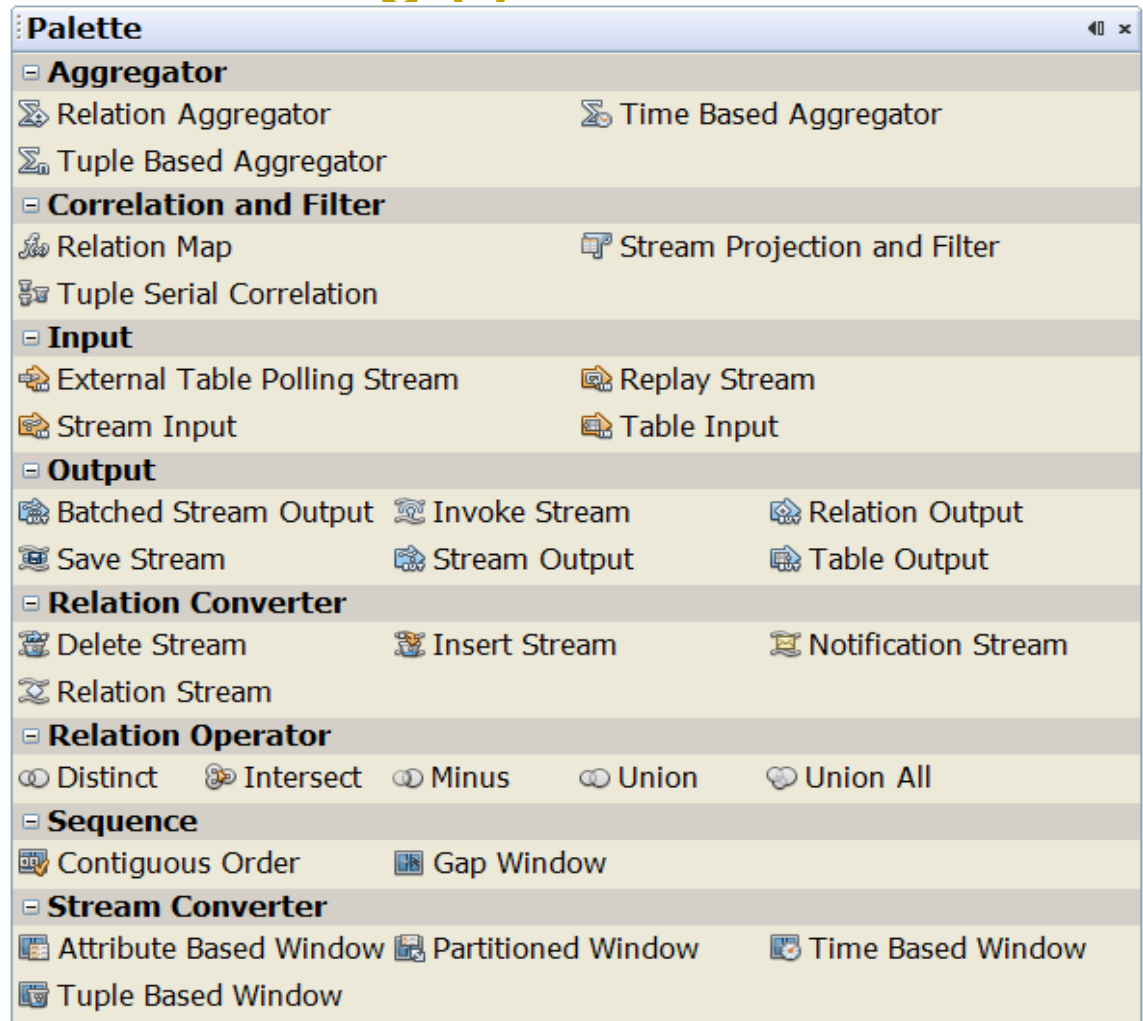 Palette
Aggregator
Relation Aggregator Time Based Aggregator
Tuple Based Aggregator
Correlation and Filter
Relation Map Stream Projection and Filter
Tuple Serial Correlation
Input
External Table Polling Stream Replay Stream
Stream Input Table Input
Output
Batched Stream Output Invoke Stream Relation Output
Save Stream Stream Output Table Output
Relation Converter
Delete Stream Insert Stream Notification Stream
Relation Stream
Relation Operator
Distinct Intersect Minus Union Union All
Sequence
Contiguous Order Gap Window
Stream Converter
Attribute Based Window Partitioned Window Time Based Window
Tuple Based Window